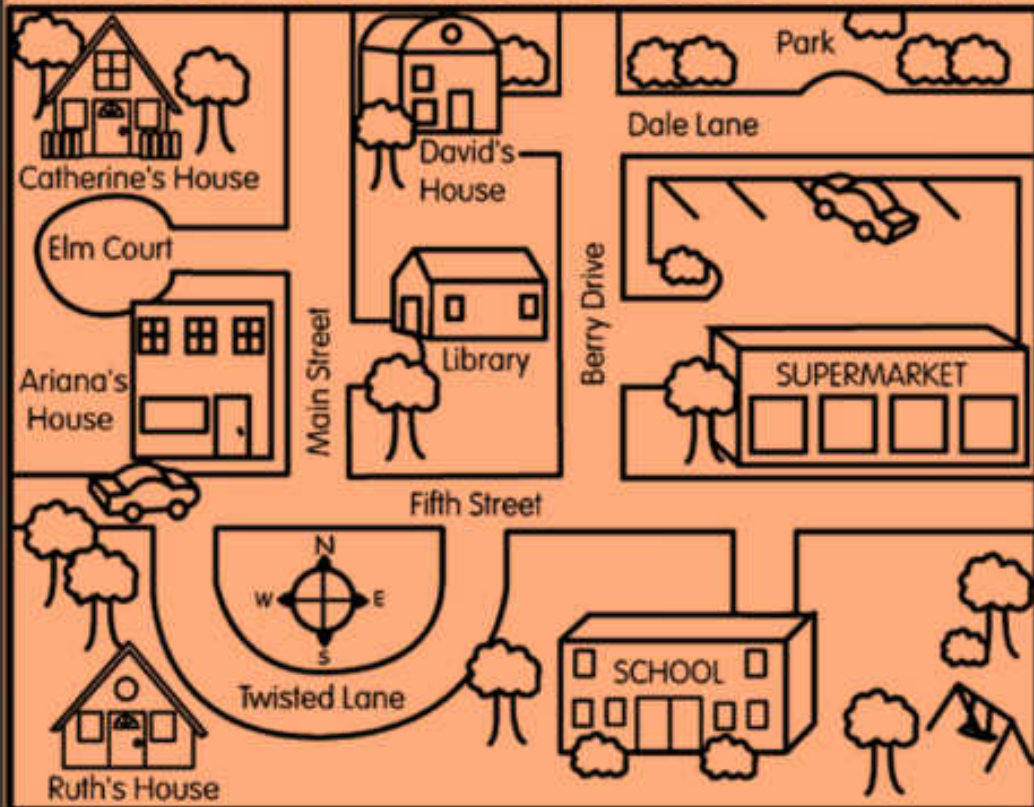 Park
Dale Lane
David's
House
Catherine's House
Elm Court
Main Street
Berry Drive
Library
SUPERMARKET
Ariana's
House
Fifth Street
N
W E
S
SCHOOL
Twisted Lane
Ruth's House